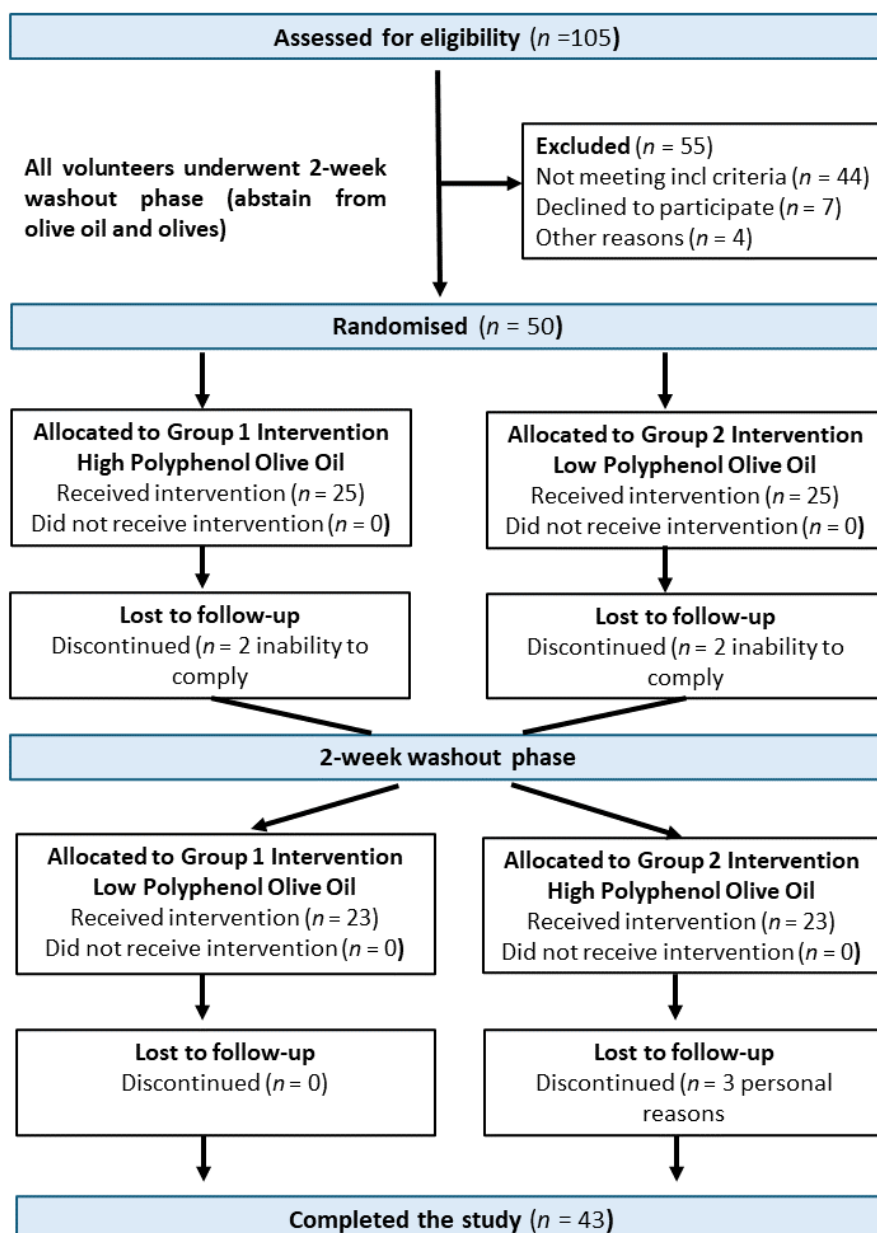 Assessed for eligibility (n =105)
All volunteers underwent 2-week
washout phase (abstain from
olive oil and olives)
Excluded (n = 55)
Not meeting incl criteria (n = 44)
Declined to participate (n = 7)
Other reasons (n = 4)
Randomised (n = 50)
Allocated to Group 1 Intervention
High Polyphenol Olive Oil
Received intervention (n = 25)
Did not receive intervention (n = 0)
Allocated to Group 2 Intervention
Low Polyphenol Olive Oil
Received intervention (n = 25)
Did not receive intervention (n = 0)
Lost to follow-up
Discontinued (n = 2 inability to
comply
Lost to follow-up
Discontinued (n = 2 inability to
comply
2-week washout phase
Allocated to Group 1 Intervention
Low Polyphenol Olive Oil
Received intervention (n = 23)
Did not receive intervention (n = 0)
Allocated to Group 2 Intervention
High Polyphenol Olive Oil
Received intervention (n = 23)
Did not receive intervention (n = 0)
Lost to follow-up
Discontinued (n = 0)
Lost to follow-up
Discontinued (n = 3 personal
reasons
Completed the study (n = 43)